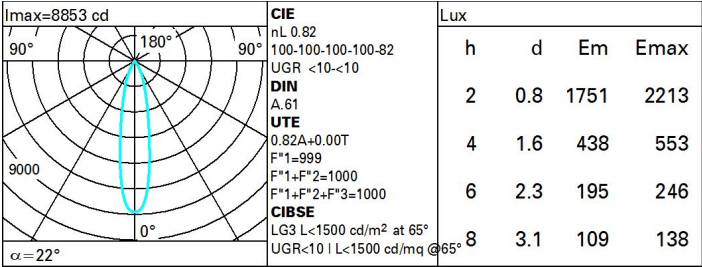 Imax=8853 cd
90°
180°
90°
9000
0°
α=22°
CIE
nL 0.82
100-100-100-100-82
UGR <10-<10
DIN
A.61
UTE
0.82A+0.00T
F"1=999
F"1+F"2=1000
F"1+F"2+F"3=1000
CIBSE
LG3 L<1500 cd/m² at 65°
UGR<10 | L<1500 cd/mq @65°
Lux
h d Em Emax
2 0.8 1751 2213
4 1.6 438 553
6 2.3 195 246
8 3.1 109 138